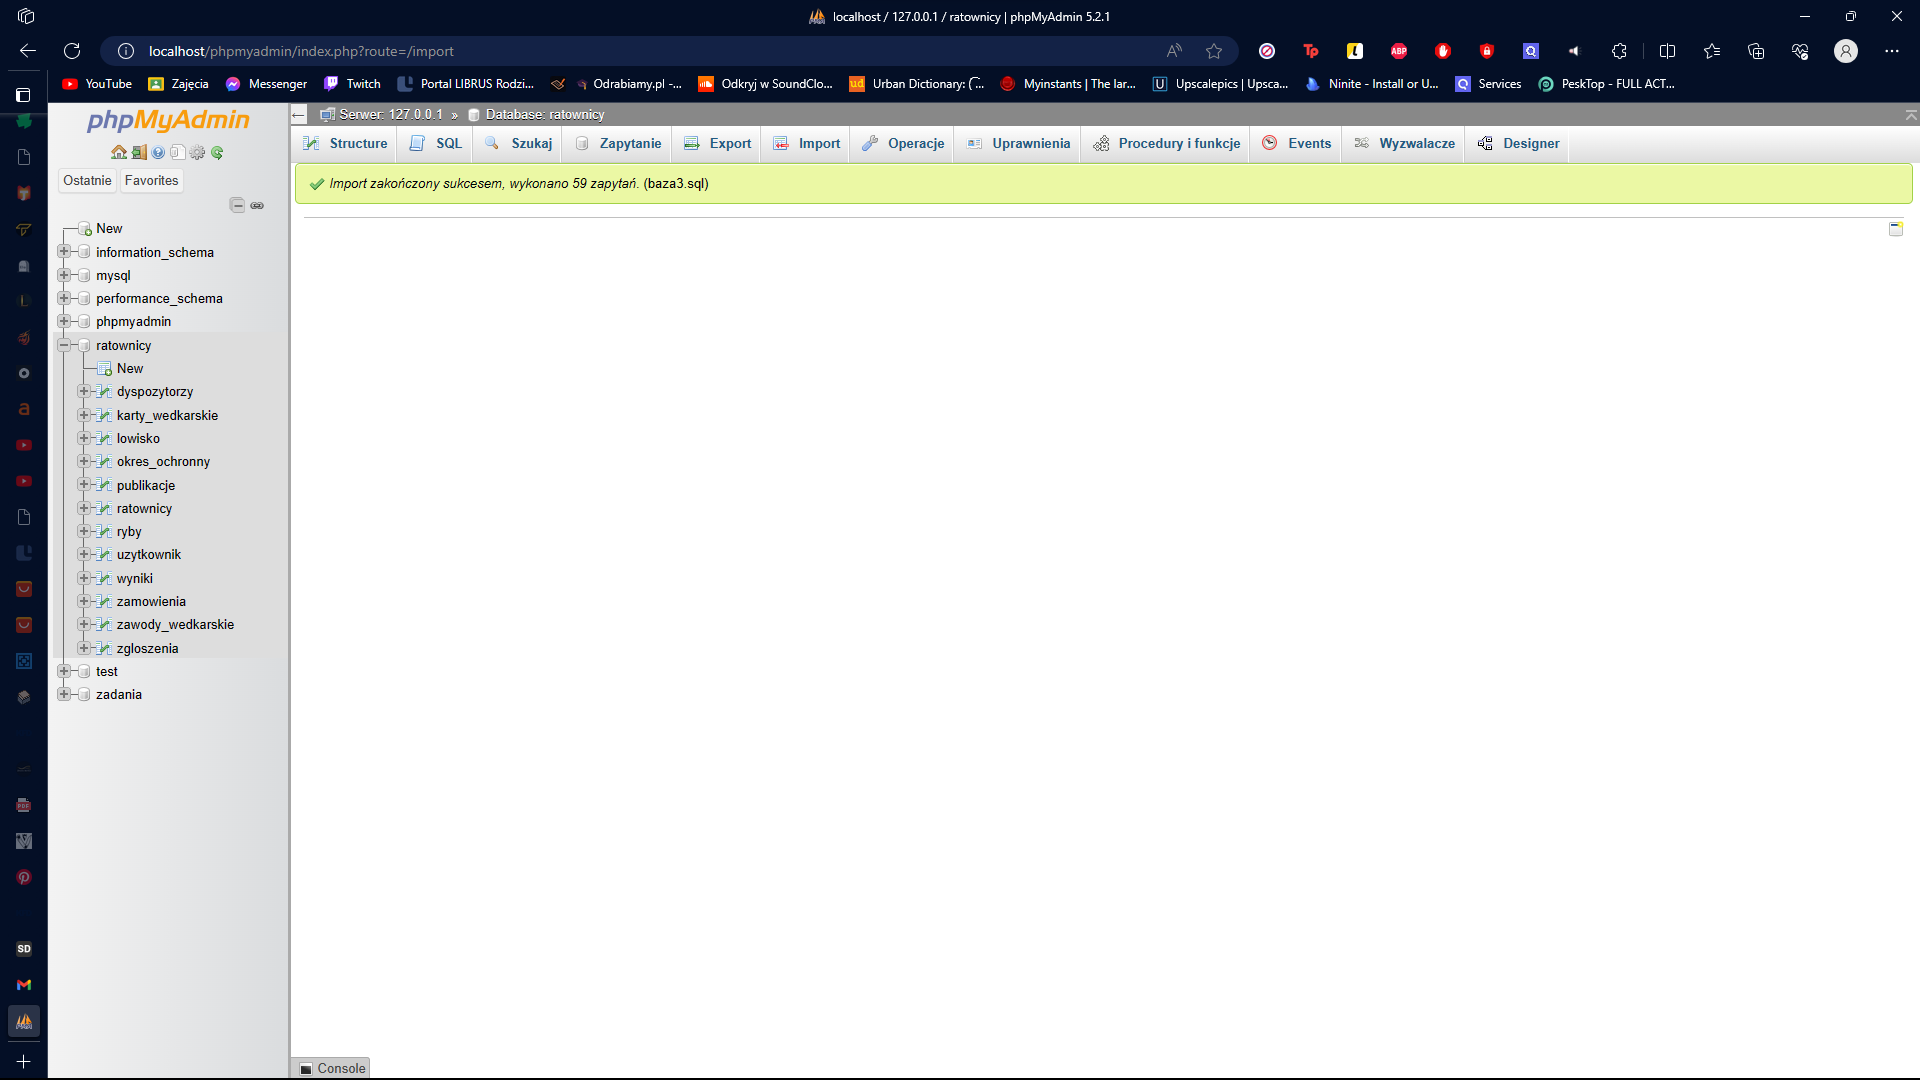 localhost / 127.0.0.1 / ratownicy | phpMyAdmin 5.2.1
localhost/phpmyadmin/index.php?route=/import
YouTube Zajęcia Messenger Twitch Portal LIBRUS Rodzi... Odrabiamy.pl -... Odkryj w SoundClo... Urban Dictionary: (͡... Myinstants | The lar... Upscalepics | Upsca... Ninite - Install or U... Services PeskTop - FULL ACT...
phpMyAdmin
Serwer: 127.0.0.1 » Database: ratownicy
Structure SQL Szukaj Zapytanie Export Import Operacje Uprawnienia Procedury i funkcje Events Wyzwalacze Designer
Import zakończony sukcesem, wykonano 59 zapytań. (baza3.sql)
Ostatnie Favorites
New
information_schema
mysql
performance_schema
phpmyadmin
ratownicy
New
dyspozytorzy
karty_wedkarskie
lowisko
okres_ochronny
publikacje
ratownicy
ryby
uzytkownik
wyniki
zamowienia
zawody_wedkarskie
zgloszenia
test
zadania
SD
Console